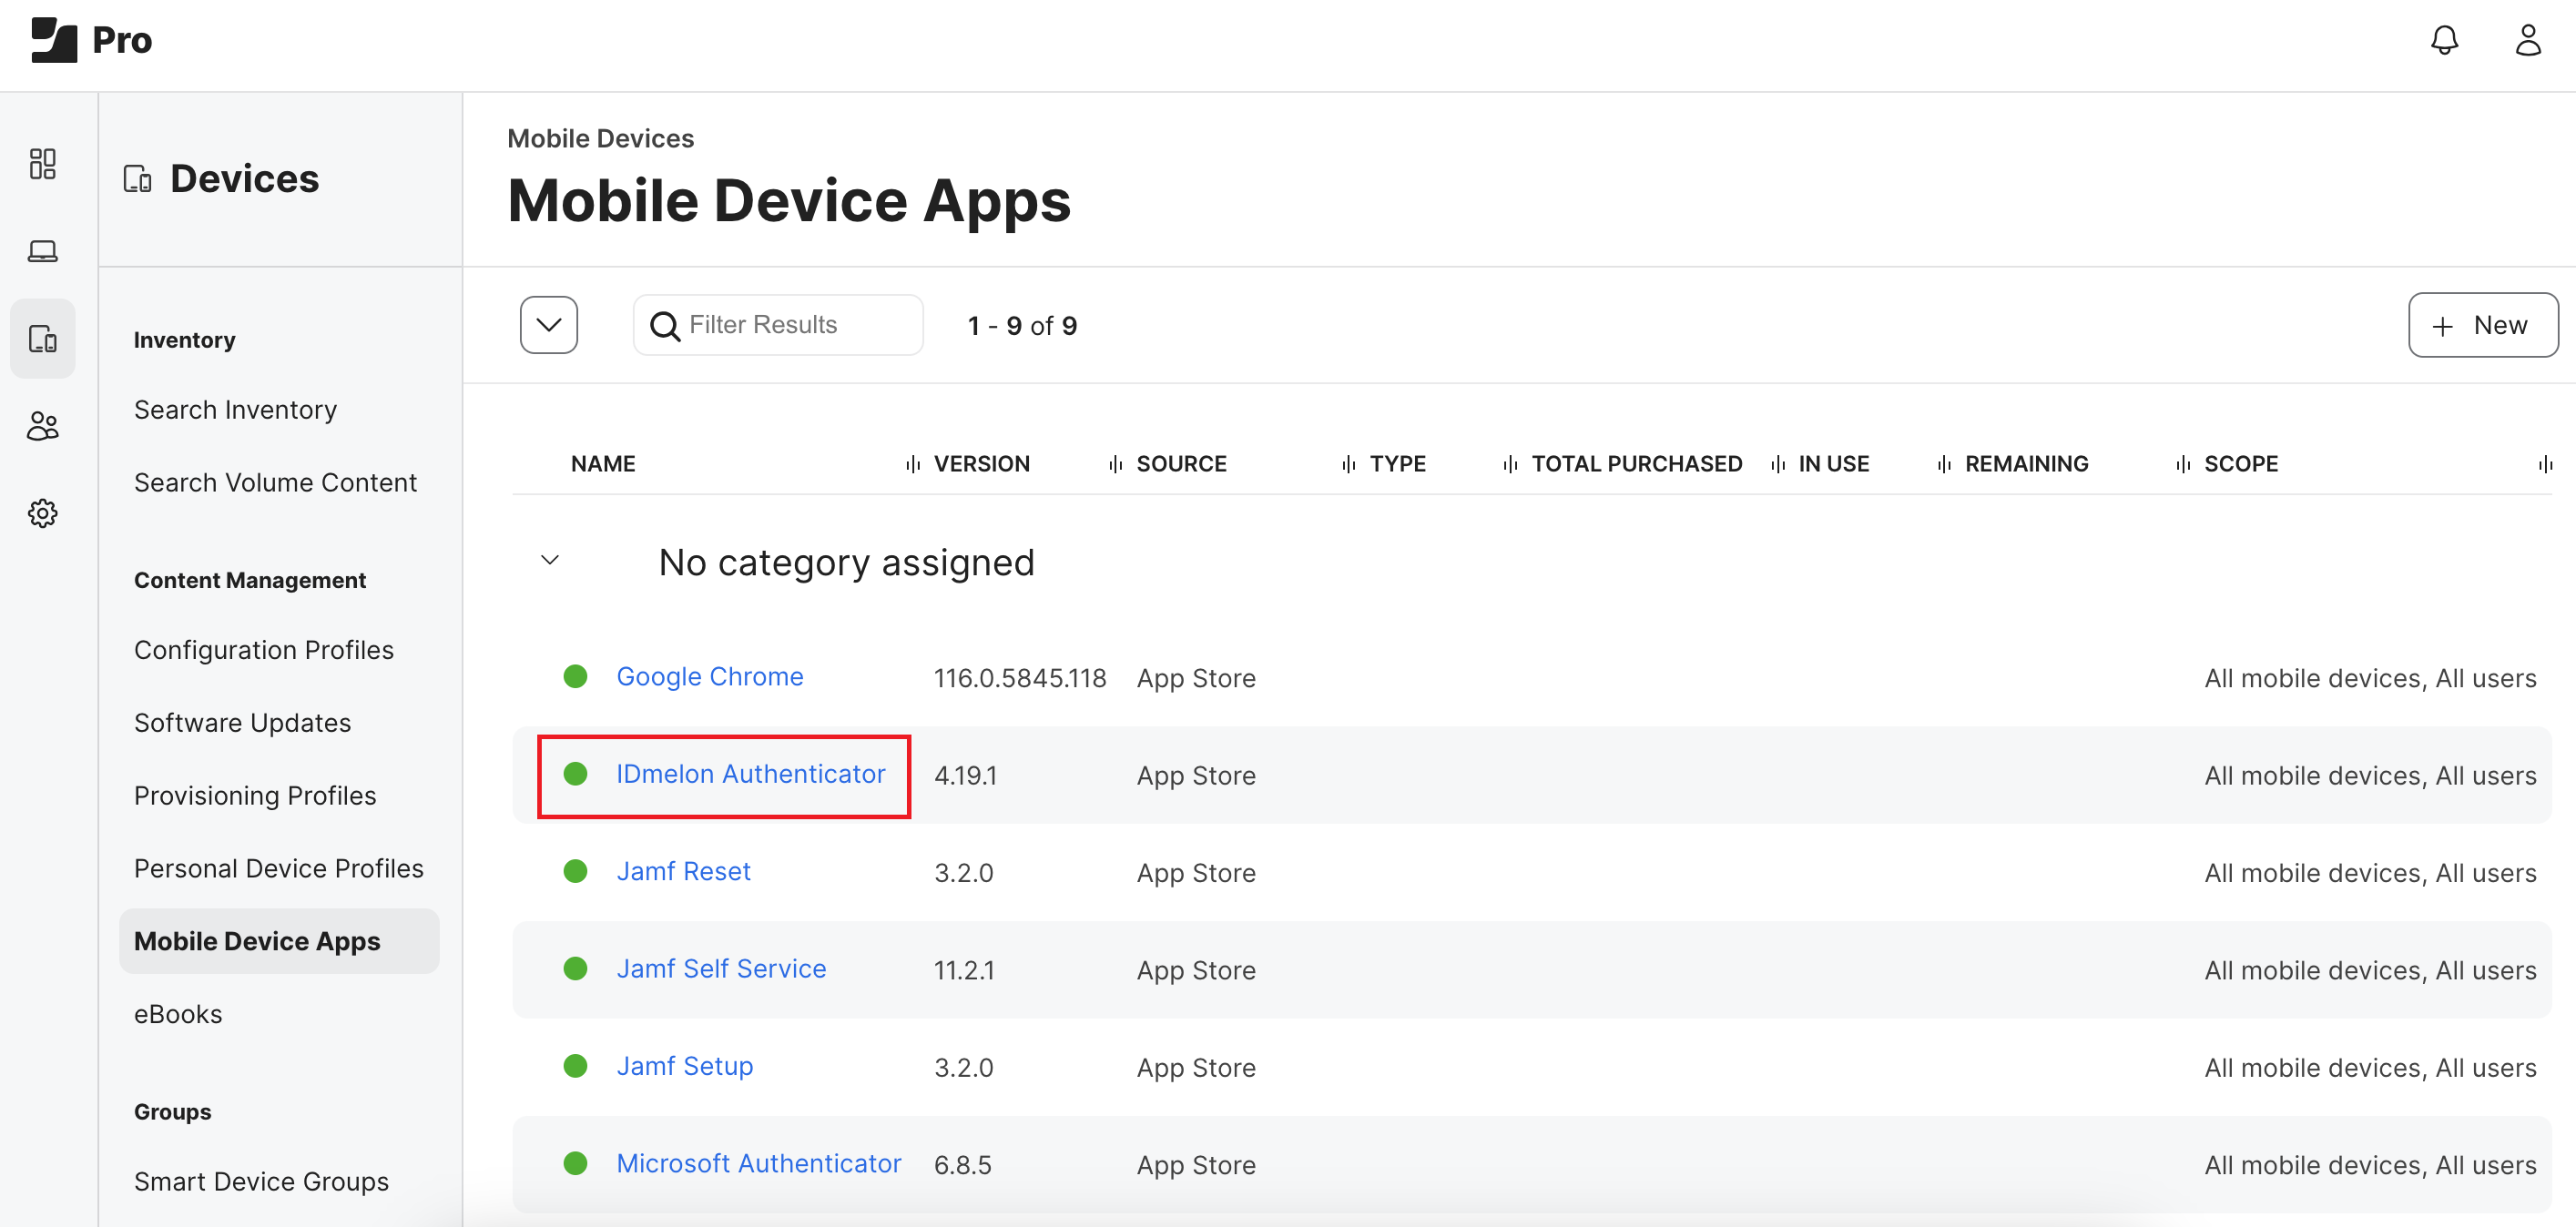 Pro
Devices
Inventory
Search Inventory
Search Volume Content
Content Management
Configuration Profiles
Software Updates
Provisioning Profiles
Personal Device Profiles
Mobile Device Apps
eBooks
Groups
Smart Device Groups
Mobile Devices
Mobile Device Apps
Filter Results 1 - 9 of 9 + New
NAME VERSION SOURCE TYPE TOTAL PURCHASED IN USE REMAINING SCOPE
No category assigned
Google Chrome 116.0.5845.118 App Store All mobile devices, All users
IDmelon Authenticator 4.19.1 App Store All mobile devices, All users
Jamf Reset 3.2.0 App Store All mobile devices, All users
Jamf Self Service 11.2.1 App Store All mobile devices, All users
Jamf Setup 3.2.0 App Store All mobile devices, All users
Microsoft Authenticator 6.8.5 App Store All mobile devices, All users